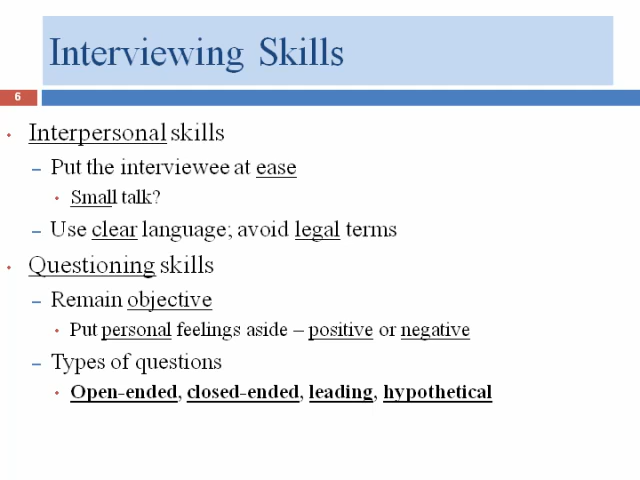 Interviewing Skills
6
• Interpersonal skills
– Put the interviewee at ease
• Small talk?
– Use clear language; avoid legal terms
• Questioning skills
– Remain objective
• Put personal feelings aside – positive or negative
– Types of questions
• Open-ended, closed-ended, leading, hypothetical